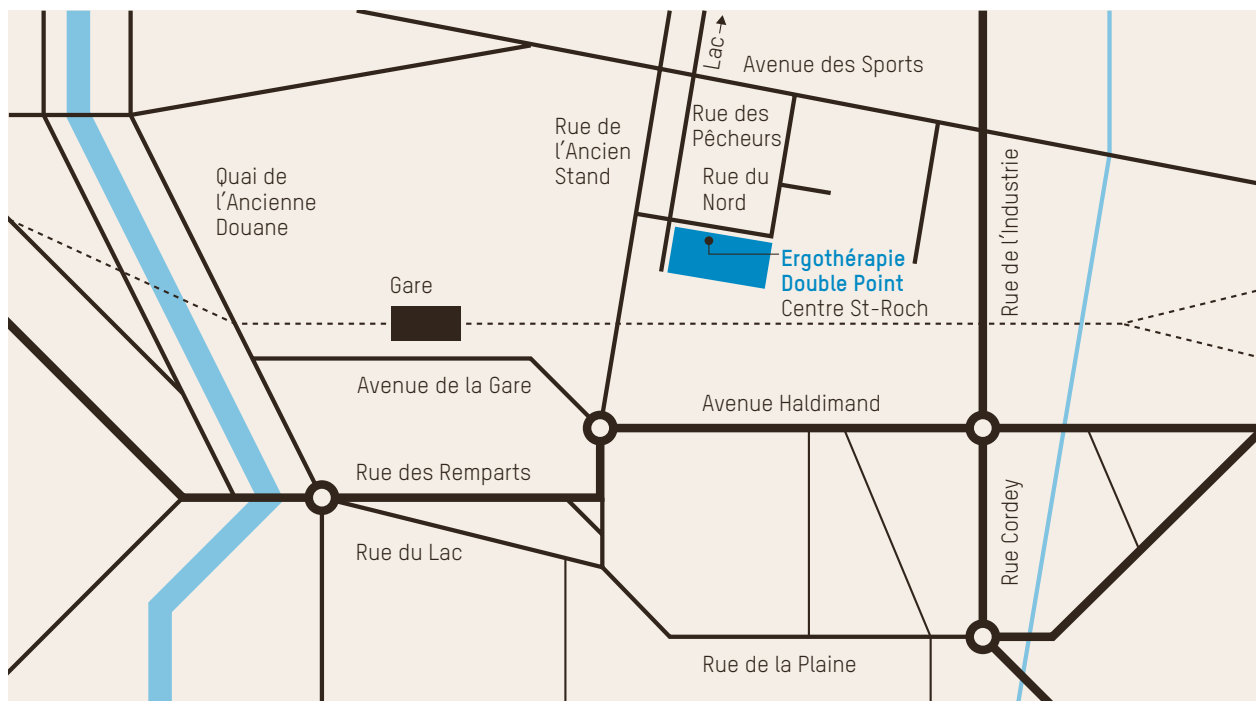 Lac →
Avenue des Sports
Rue des
Pêcheurs
Rue de
l'Ancien
Stand
Rue du
Nord
Quai de
l'Ancienne
Douane
Rue de l'Industrie
Ergothérapie
Double Point
Centre St-Roch
Gare
Avenue de la Gare
Avenue Haldimand
Rue des Remparts
Rue Cordey
Rue du Lac
Rue de la Plaine